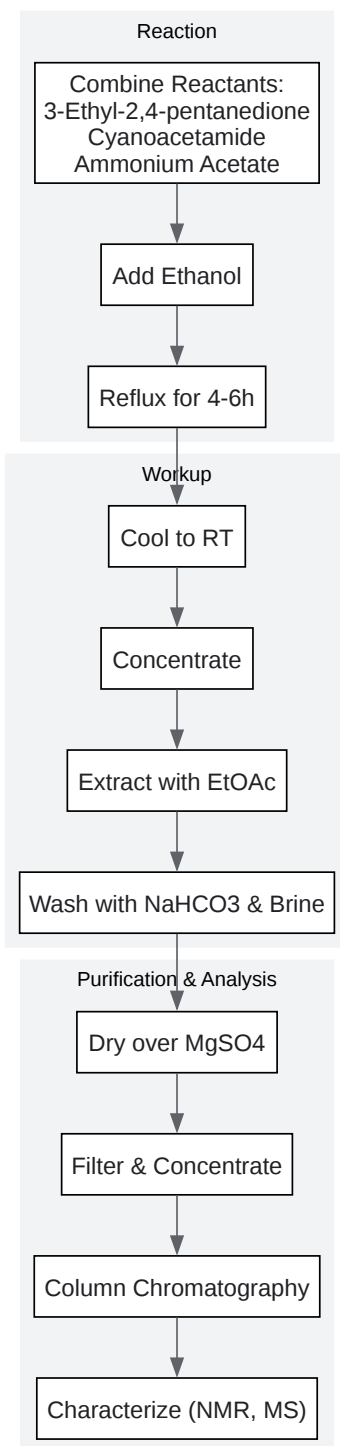 Reaction
Combine Reactants:
3-Ethyl-2,4-pentanedione
Cyanoacetamide
Ammonium Acetate
Add Ethanol
Reflux for 4-6h
Workup
Cool to RT
Concentrate
Extract with EtOAc
Wash with NaHCO3 & Brine
Purification & Analysis
Dry over MgSO4
Filter & Concentrate
Column Chromatography
Characterize (NMR, MS)